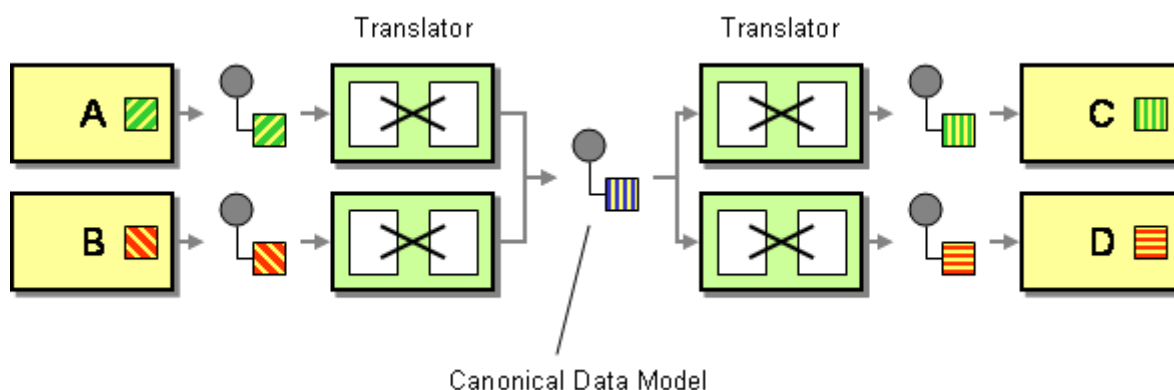 Translator Translator
A C
B D
Canonical Data Model